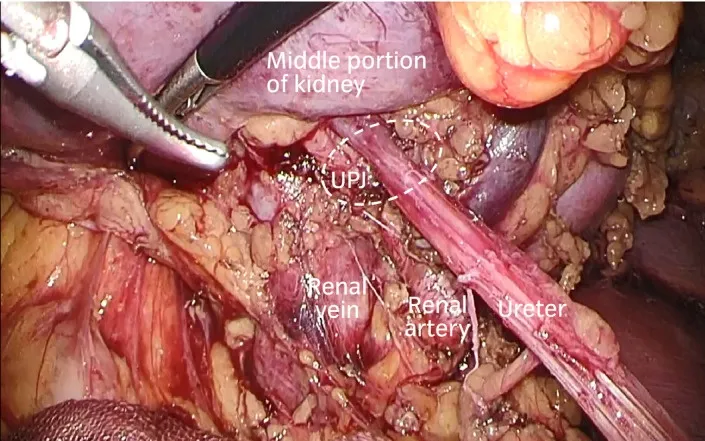 Middle portion
of kidney
UPJ
Renal
vein
Renal
artery
Ureter